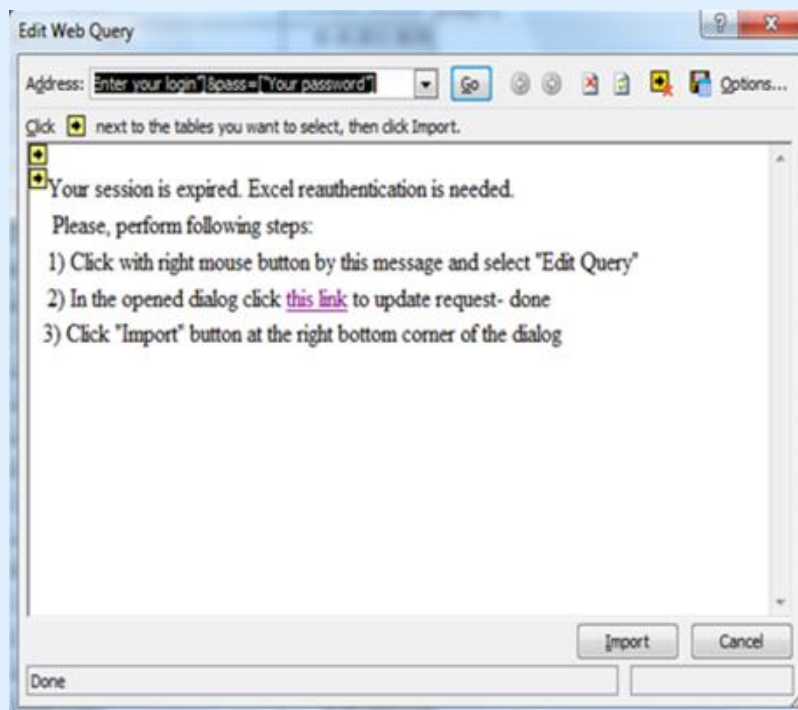 Edit Web Query
Address: Enter your login"]&pass=["Your password"] Go Options...
Click next to the tables you want to select, then click Import.
Your session is expired. Excel reauthentication is needed.
Please, perform following steps:
1) Click with right mouse button by this message and select "Edit Query"
2) In the opened dialog click this link to update request- done
3) Click "Import" button at the right bottom corner of the dialog
Import Cancel
Done